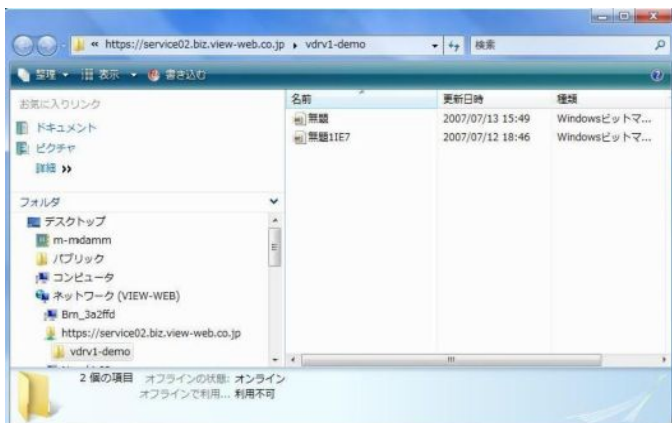 « https://service02.biz.view-web.co.jp ▸ vdrv1-demo
検索
整理 表示 書き込む
お気に入りリンク
ドキュメント
ピクチャ
詳細 »
フォルダ
デスクトップ
m-mdamm
パブリック
コンピュータ
ネットワーク (VIEW-WEB)
Brn_3a2ffd
https://service02.biz.view-web.co.jp
vdrv1-demo
名前 更新日時 種類
無題 2007/07/13 15:49 Windowsビットマ...
無題1IE7 2007/07/12 18:46 Windowsビットマ...
2 個の項目 オフラインの状態: オンライン
オフラインで利用... 利用不可